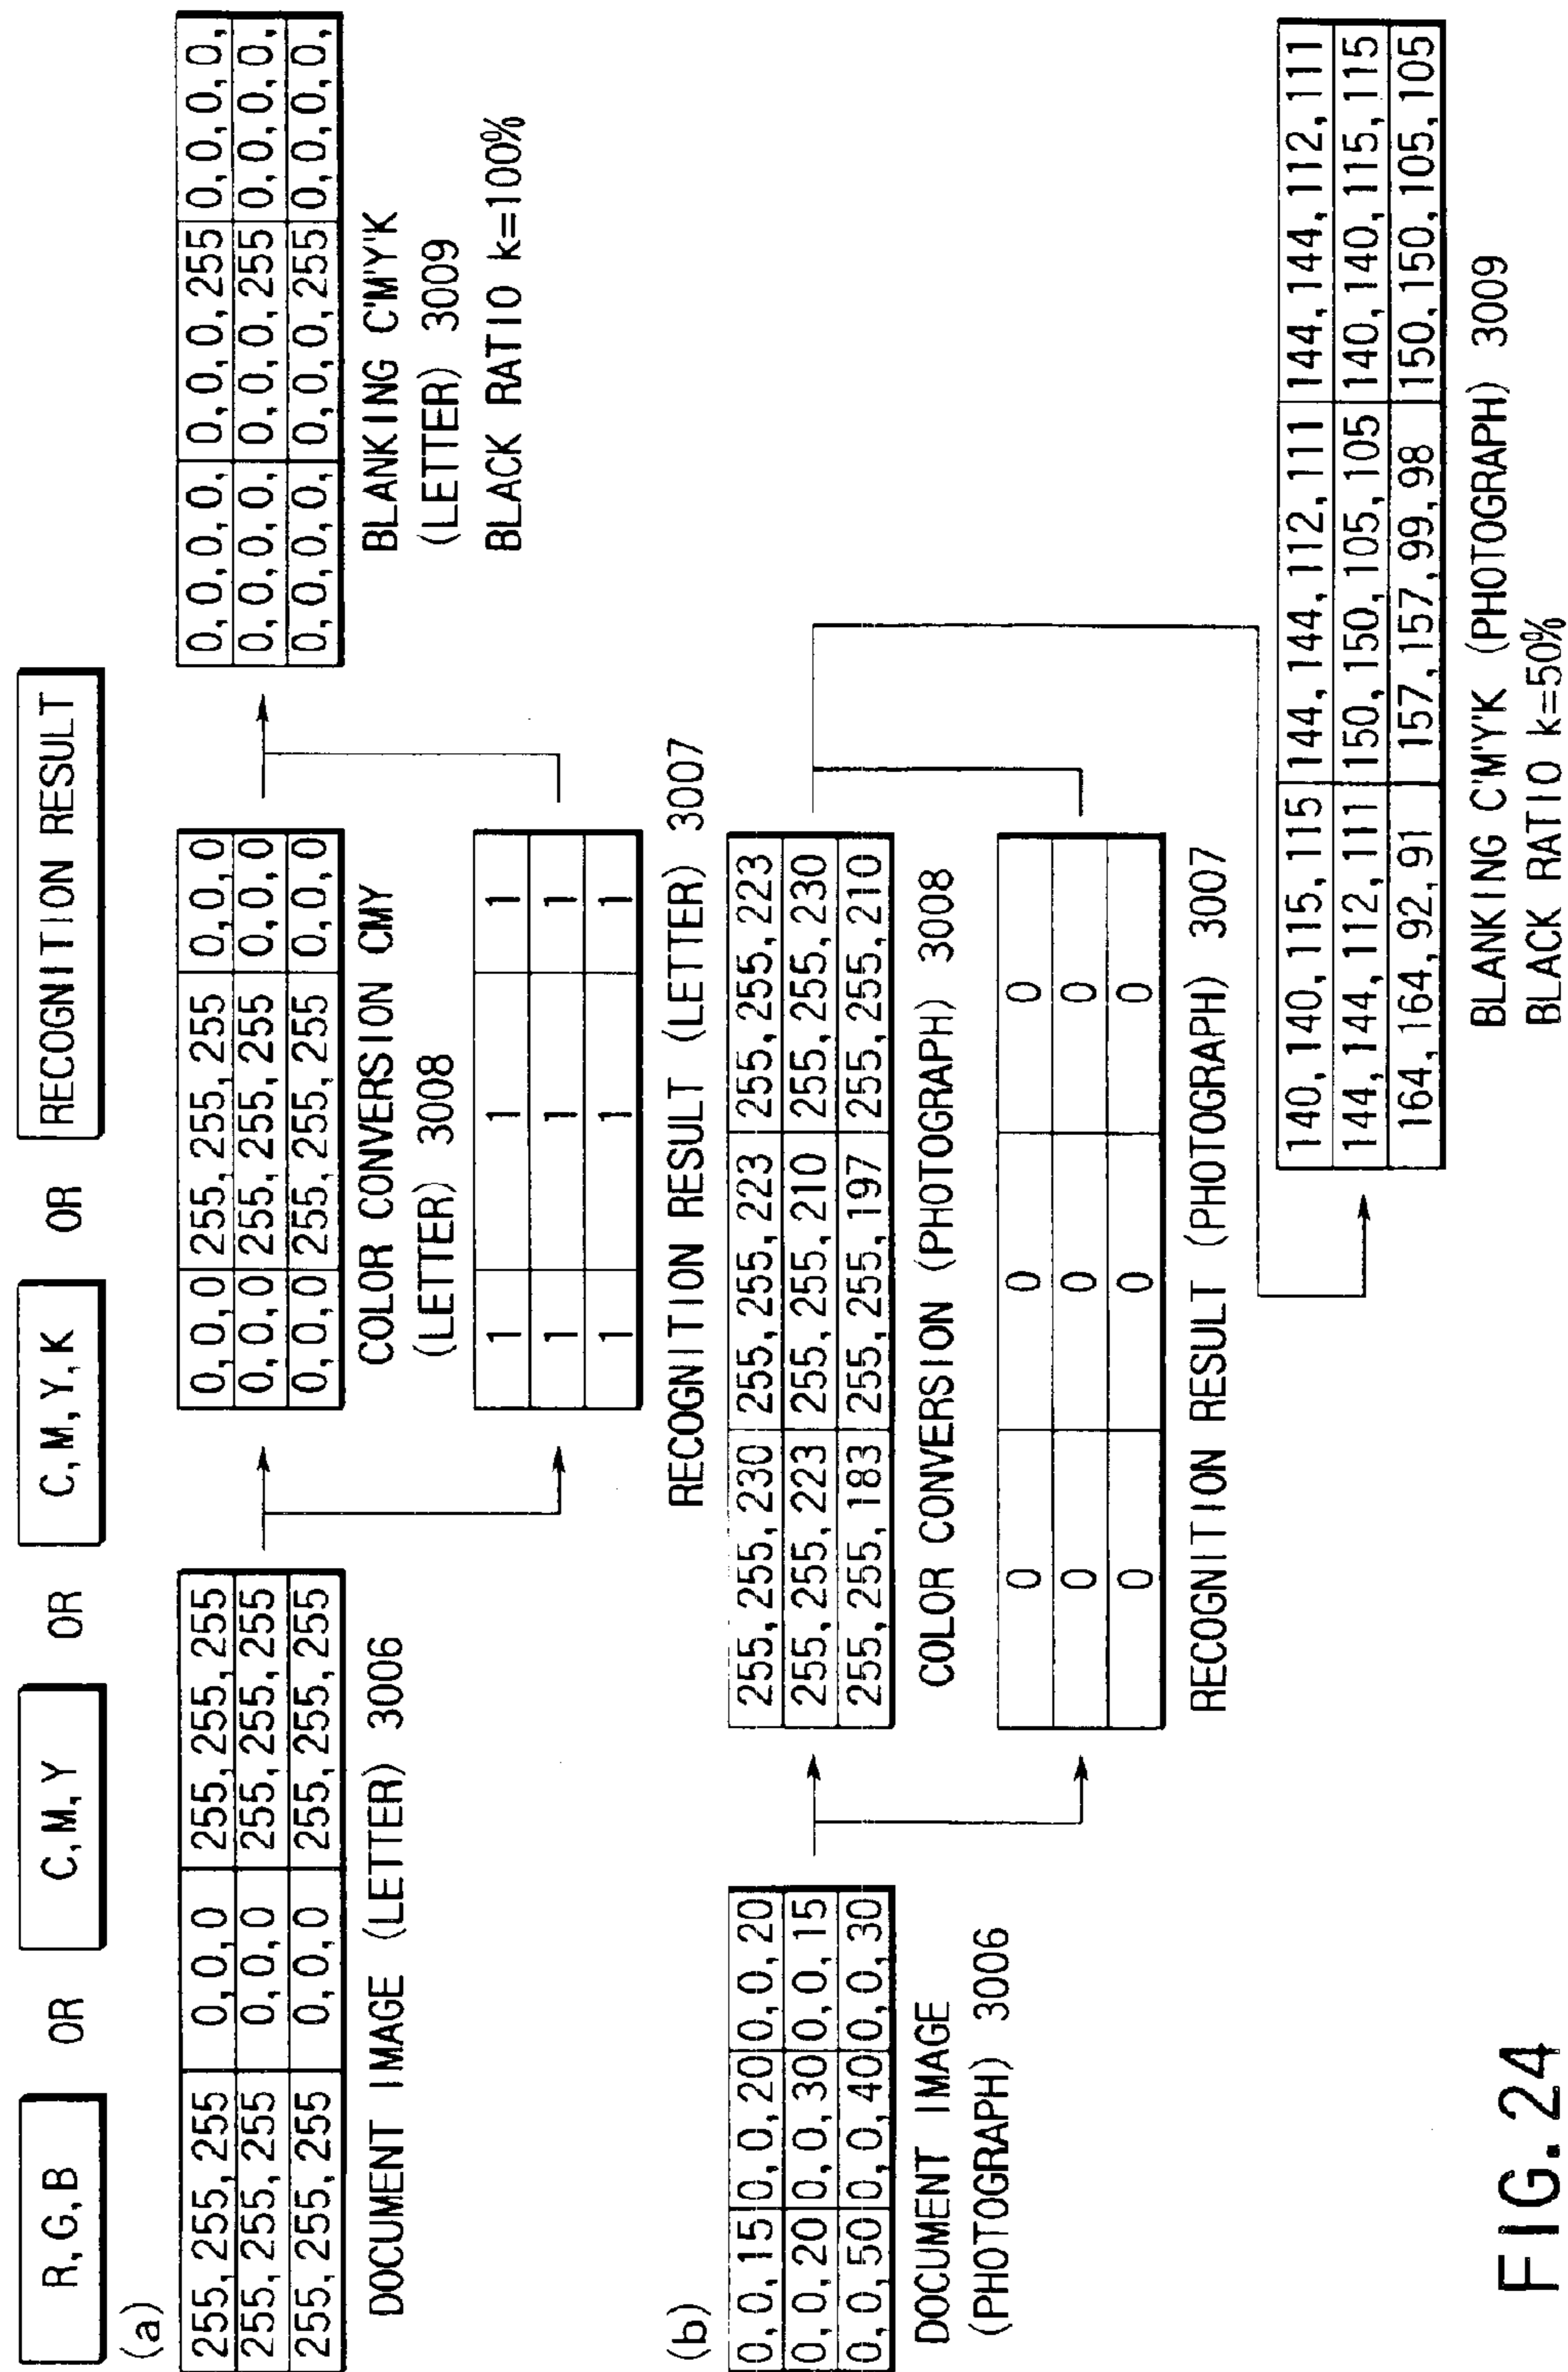 R,G,B OR C,M,Y OR C,M,Y,K OR RECOGNITION RESULT
(a)
255,255,255 0,0,0 255,255,255
255,255,255 0,0,0 255,255,255
255,255,255 0,0,0 255,255,255
DOCUMENT IMAGE (LETTER) 3006
0,0,0 255,255,255 0,0,0
0,0,0 255,255,255 0,0,0
0,0,0 255,255,255 0,0,0
COLOR CONVERSION CMY
(LETTER) 3008
1 1 1
1 1 1
1 1 1
RECOGNITION RESULT (LETTER) 3007
0,0,0,0, 0,0,0,255 0,0,0,0,
0,0,0,0, 0,0,0,255 0,0,0,0,
0,0,0,0, 0,0,0,255 0,0,0,0,
BLANKING C'M'Y'K
(LETTER) 3009
BLACK RATIO k=100%
(b)
0,0,15 0,0,20 0,0,20
0,0,20 0,0,30 0,0,15
0,0,50 0,0,40 0,0,30
DOCUMENT IMAGE
(PHOTOGRAPH) 3006
255,255,230 255,255,223 255,255,223
255,255,223 255,255,210 255,255,230
255,255,183 255,255,197 255,255,210
COLOR CONVERSION (PHOTOGRAPH) 3008
0 0 0
0 0 0
0 0 0
RECOGNITION RESULT (PHOTOGRAPH) 3007
140,140,115,115 144,144,112,111 144,144,112,111
144,144,112,111 150,150,105,105 140,140,115,115
164,164,92,91 157,157,99,98 150,150,105,105
BLANKING C'M'Y'K (PHOTOGRAPH) 3009
BLACK RATIO k=50%
FIG.24